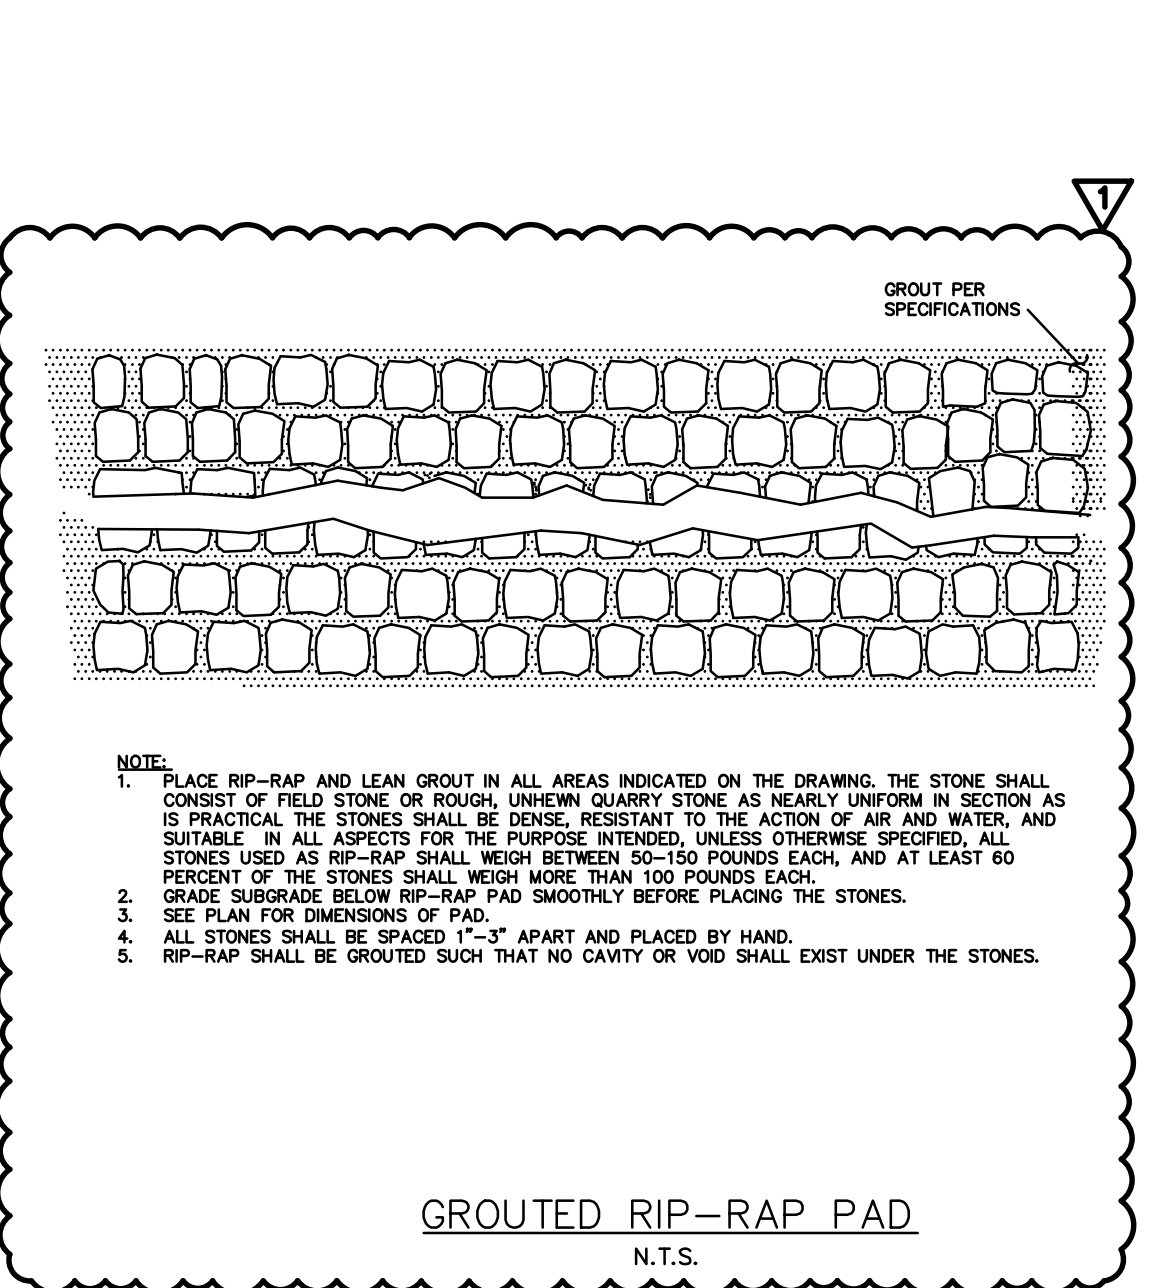 1
GROUT PER
SPECIFICATIONS
NOTE:
1. PLACE RIP-RAP AND LEAN GROUT IN ALL AREAS INDICATED ON THE DRAWING. THE STONE SHALL
CONSIST OF FIELD STONE OR ROUGH, UNHEWN QUARRY STONE AS NEARLY UNIFORM IN SECTION AS
IS PRACTICAL THE STONES SHALL BE DENSE, RESISTANT TO THE ACTION OF AIR AND WATER, AND
SUITABLE IN ALL ASPECTS FOR THE PURPOSE INTENDED, UNLESS OTHERWISE SPECIFIED, ALL
STONES USED AS RIP-RAP SHALL WEIGH BETWEEN 50-150 POUNDS EACH, AND AT LEAST 60
PERCENT OF THE STONES SHALL WEIGH MORE THAN 100 POUNDS EACH.
2. GRADE SUBGRADE BELOW RIP-RAP PAD SMOOTHLY BEFORE PLACING THE STONES.
3. SEE PLAN FOR DIMENSIONS OF PAD.
4. ALL STONES SHALL BE SPACED 1"-3" APART AND PLACED BY HAND.
5. RIP-RAP SHALL BE GROUTED SUCH THAT NO CAVITY OR VOID SHALL EXIST UNDER THE STONES.
GROUTED RIP-RAP PAD
N.T.S.